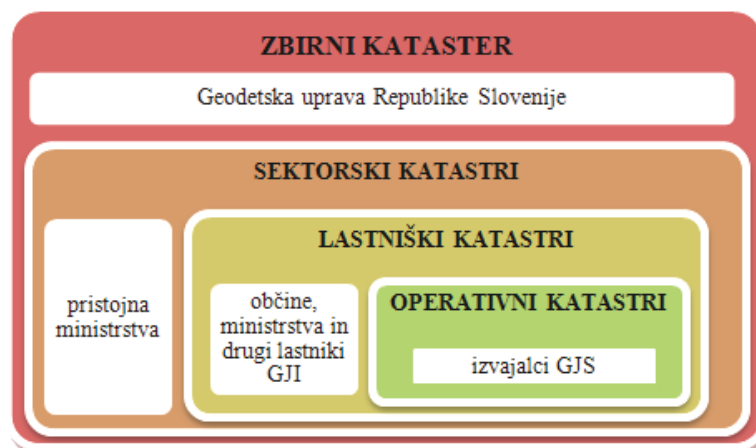 ZBIRNI KATASTER
Geodetska uprava Republike Slovenije
SEKTORSKI KATASTRI
pristojna
ministrstva
LASTNIŠKI KATASTRI
občine,
ministrstva in
drugi lastniki
GJI
OPERATIVNI KATASTRI
izvajalci GJS